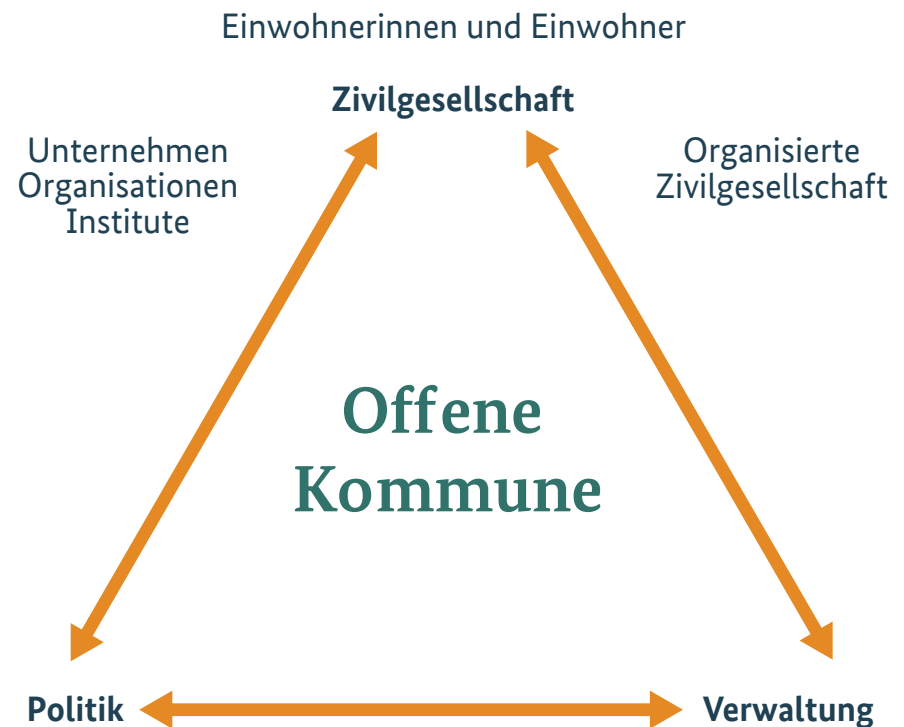 Einwohnerinnen und Einwohner
Zivilgesellschaft
Unternehmen
Organisationen
Institute
Organisierte
Zivilgesellschaft
Offene
Kommune
Politik
Verwaltung